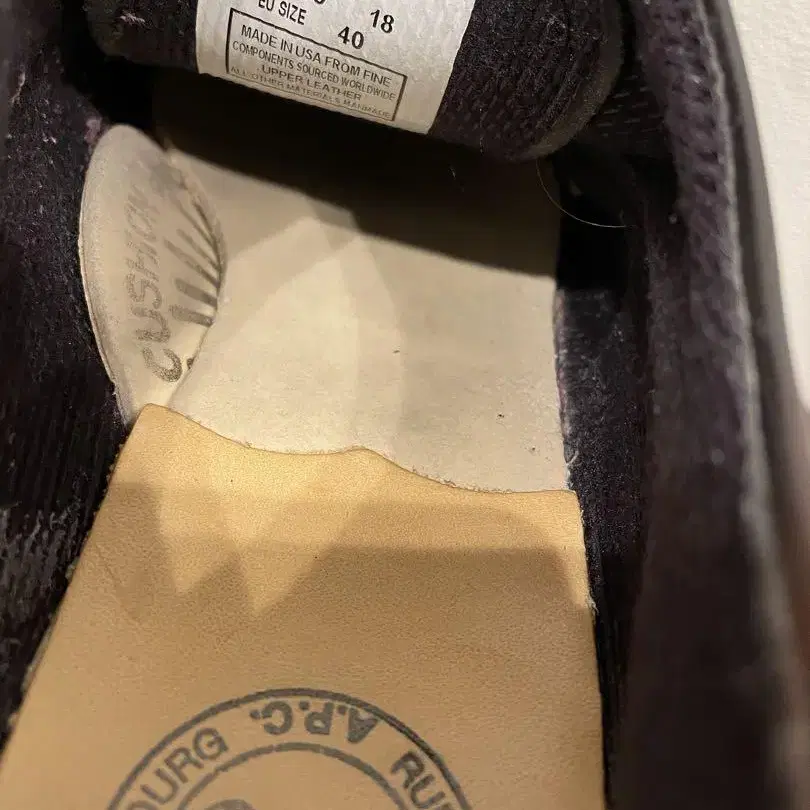 18
EU SIZE 40
MADE IN USA FROM FINE
COMPONENTS SOURCED WORLDWIDE
UPPER LEATHER
ALL OTHER MATERIALS MANMADE
CUSHION
A.P.C.